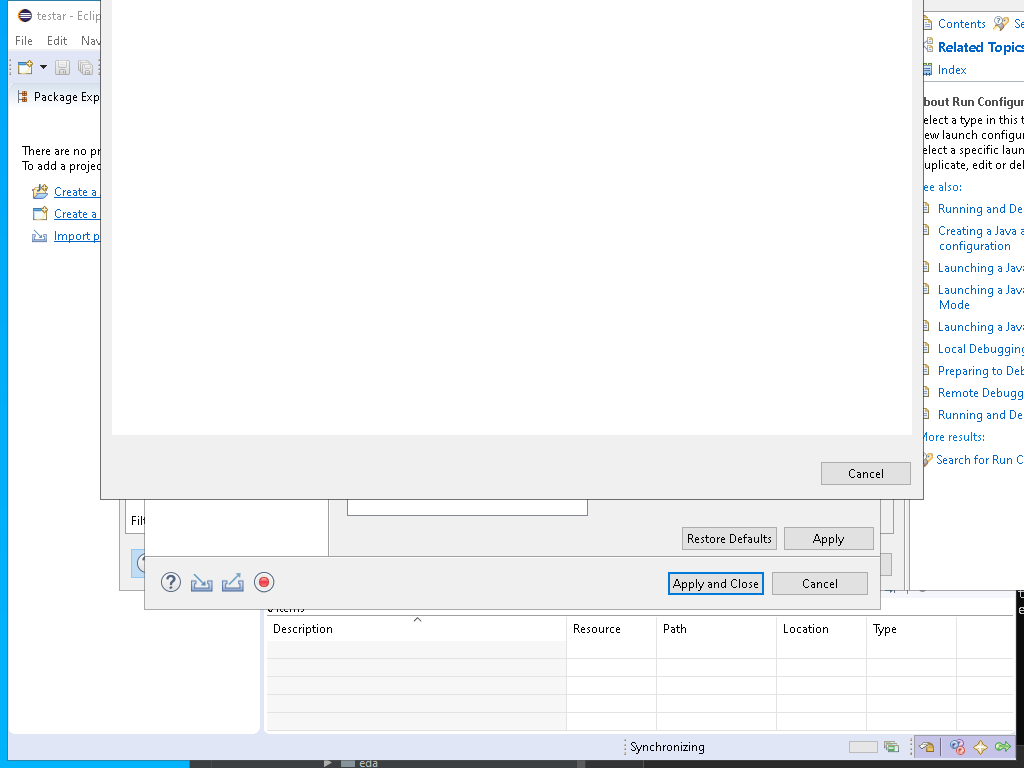 testar - Eclip
File Edit Nav
Package Exp
There are no pr
To add a projec
Create a
Create a
Import p
Contents Se
Related Topics
Index
bout Run Configur
elect a type in this t
ew launch configu
elect a specific laun
uplicate, edit or del
ee also:
Running and De
Creating a Java a
configuration
Launching a Java
Launching a Java
Mode
Launching a Java
Local Debugging
Preparing to Deb
Remote Debugg
Running and De
More results:
Search for Run C
Cancel
Filt
Restore Defaults Apply
Apply and Close Cancel
0 items
Description Resource Path Location Type
Synchronizing
eda